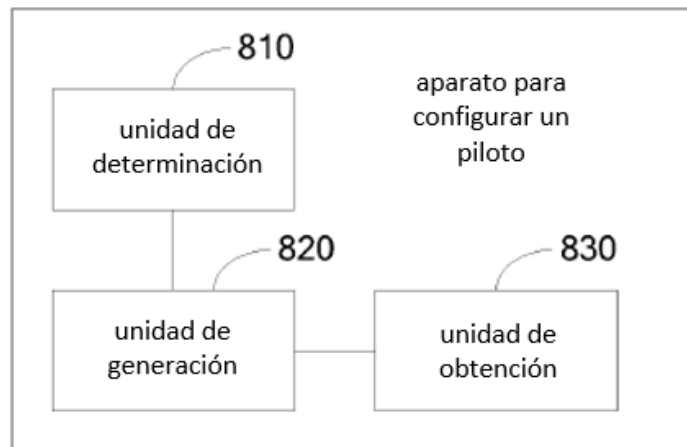 810
aparato para
configurar un
piloto
unidad de
determinación
820
830
unidad de
generación
unidad de
obtención